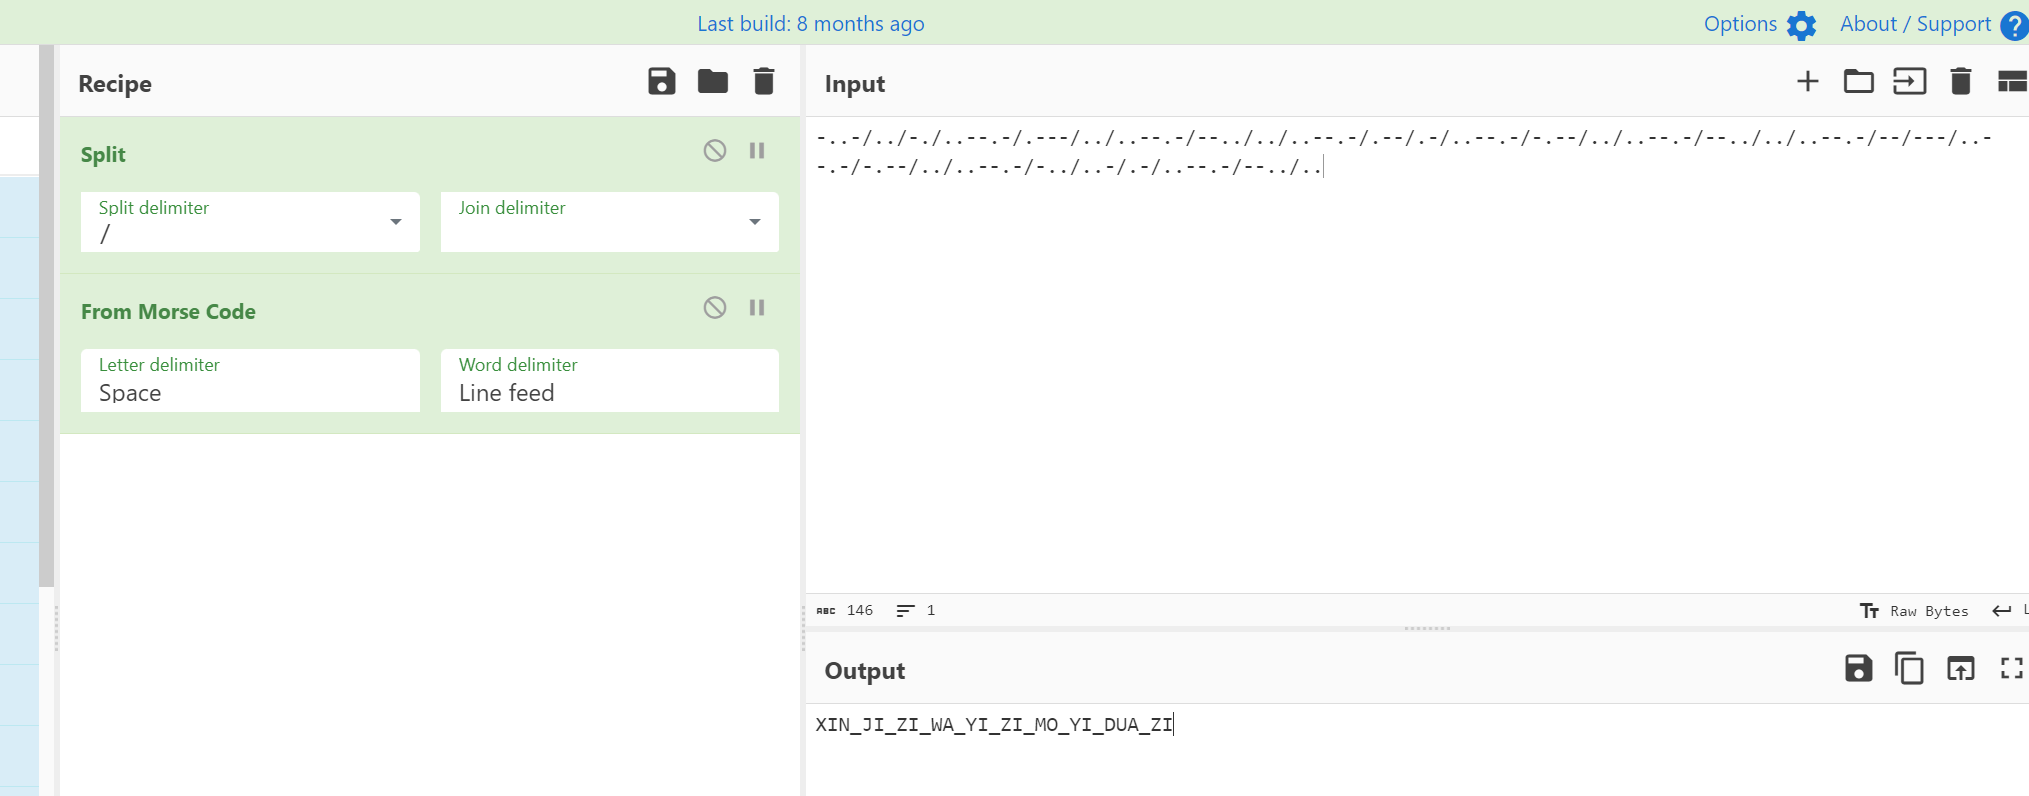 Last build: 8 months ago
Options
About / Support
Recipe
Input
Split
Split delimiter
/
Join delimiter
From Morse Code
Letter delimiter
Space
Word delimiter
Line feed
-..-/../-./..--.-/.---/../..--.-/--../../..--.-/.--/.-/..--.-/-.--/../..--.-/--../../..--.-/--/---/..-
-.-/-.--/../..--.-/-../..-/.-/..--.-/--../..
ABC 146
1
Raw Bytes
Output
XIN_JI_ZI_WA_YI_ZI_MO_YI_DUA_ZI